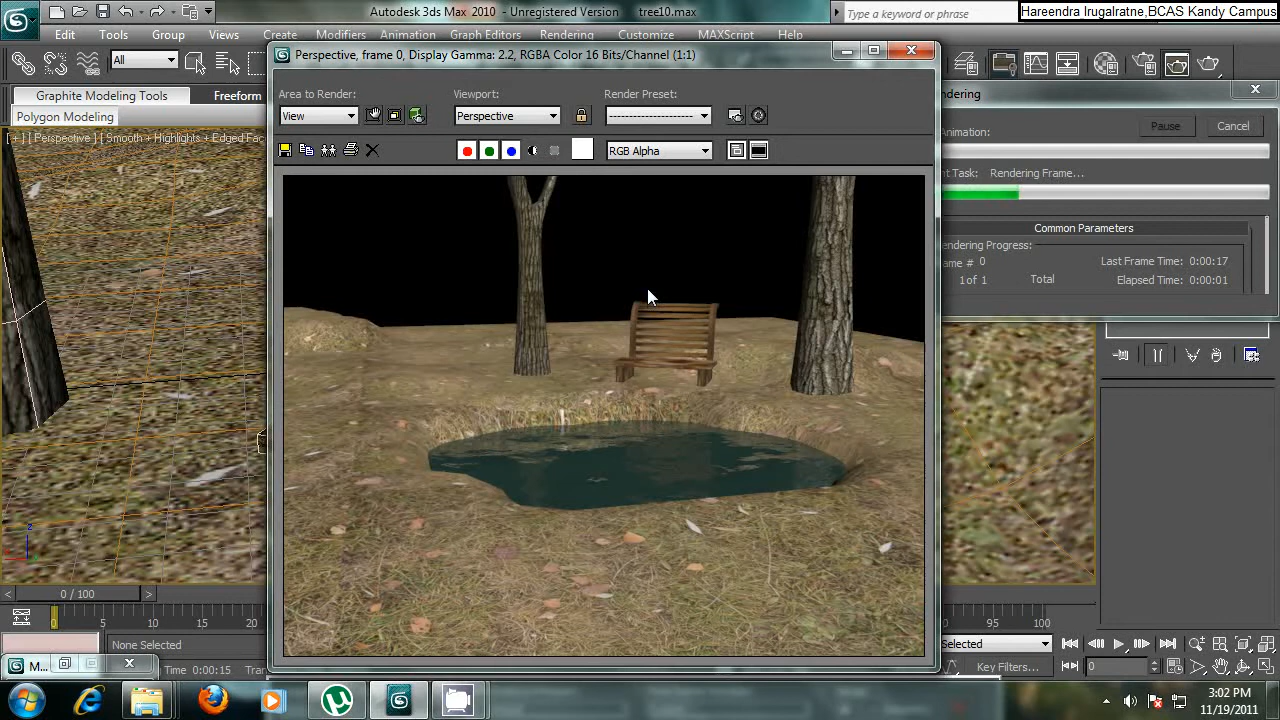 Autodesk 3ds Max 2010 - Unregistered Version tree10.max
Type a keyword or phrase
Hareendra Irugalratne,BCAS Kandy Campus
Edit Tools Group Views Create Modifiers Animation Graph Editors Rendering Customize MAXScript Help
All
Graphite Modeling Tools Freeform
Polygon Modeling
[ + ] [ Perspective ] [ Smooth + Highlights + Edged Fac
Perspective, frame 0, Display Gamma: 2.2, RGBA Color 16 Bits/Channel (1:1)
Area to Render: Viewport: Render Preset:
View Perspective --------------------
RGB Alpha
ndering
Animation: Pause Cancel
nt Task: Rendering Frame...
Common Parameters
endering Progress:
ame # 0 Last Frame Time: 0:00:17
1 of 1 Total Elapsed Time: 0:00:01
z
0 / 100
0 5 10 15 20 90 95 100
None Selected
Selected
M...
Time 0:00:15 Tra
Key Filters...
0
3:02 PM
11/19/2011